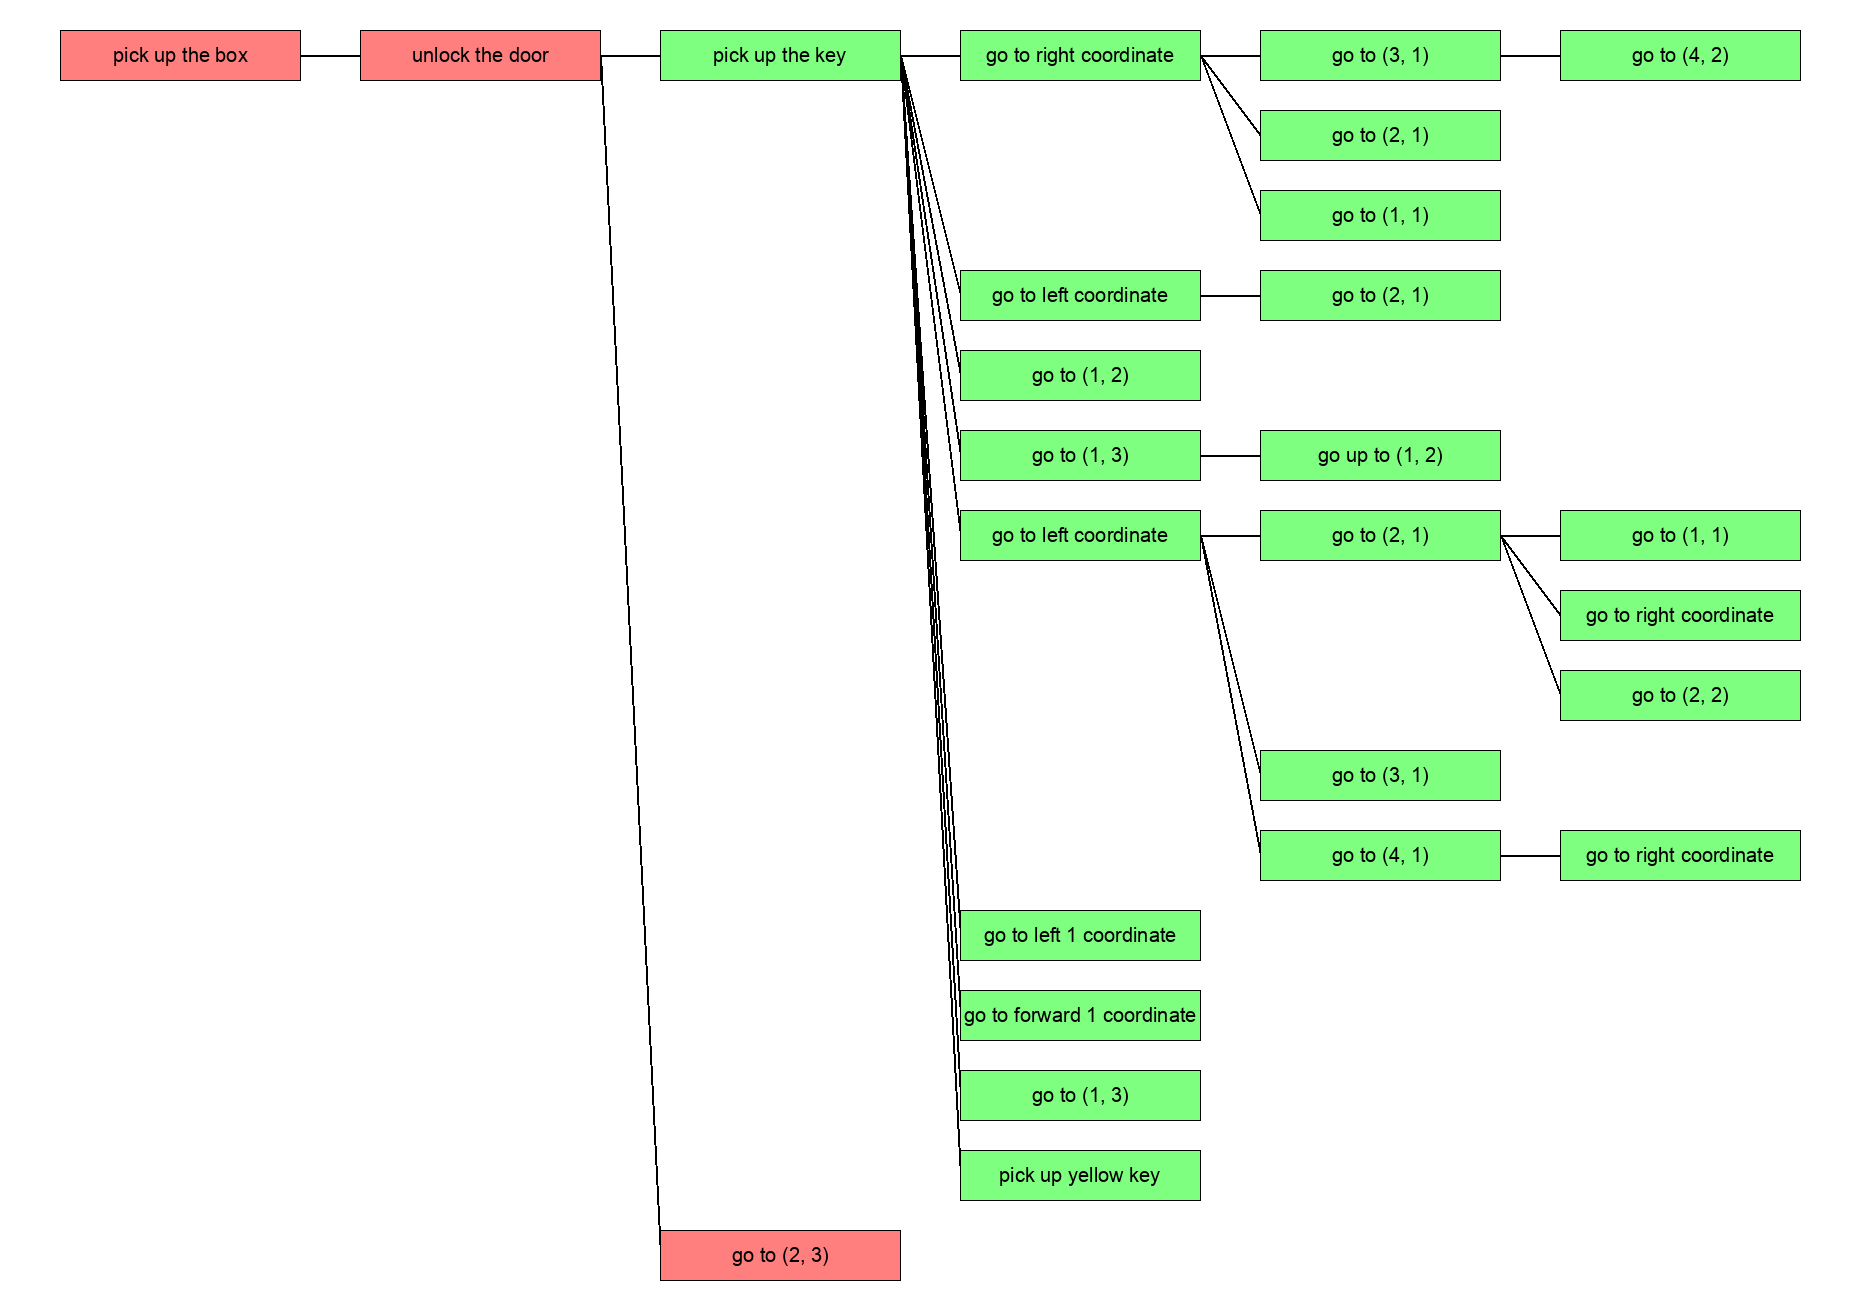 pick up the box
unlock the door
pick up the key
go to right coordinate
go to (3, 1)
go to (4, 2)
go to (2, 1)
go to (1, 1)
go to left coordinate
go to (2, 1)
go to (1, 2)
go to (1, 3)
go up to (1, 2)
go to left coordinate
go to (2, 1)
go to (1, 1)
go to right coordinate
go to (2, 2)
go to (3, 1)
go to (4, 1)
go to right coordinate
go to left 1 coordinate
go to forward 1 coordinate
go to (1, 3)
pick up yellow key
go to (2, 3)